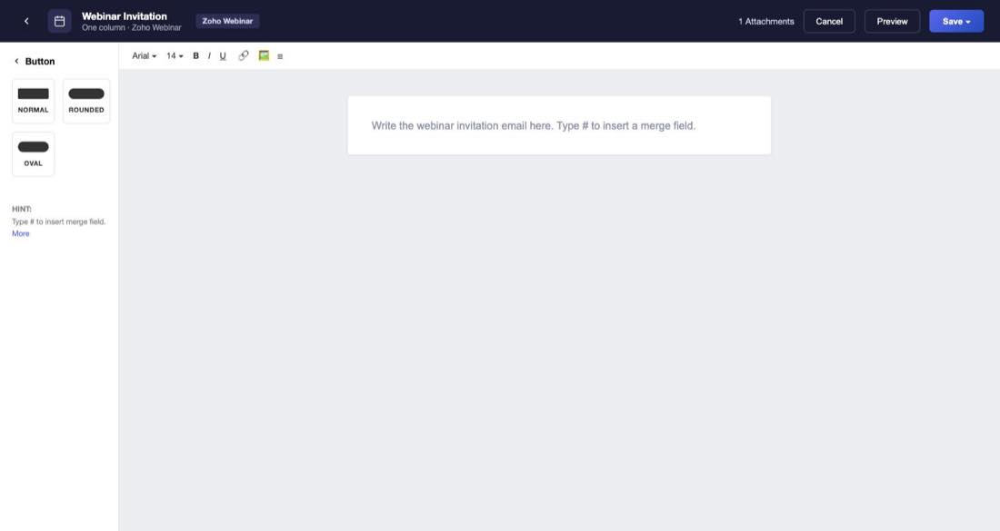 Webinar Invitation
One column · Zoho Webinar
Zoho Webinar
1 Attachments
Cancel
Preview
Save
Button
Arial
14
B
I
U
NORMAL
ROUNDED
OVAL
HINT:
Type # to insert merge field.
More
Write the webinar invitation email here. Type # to insert a merge field.